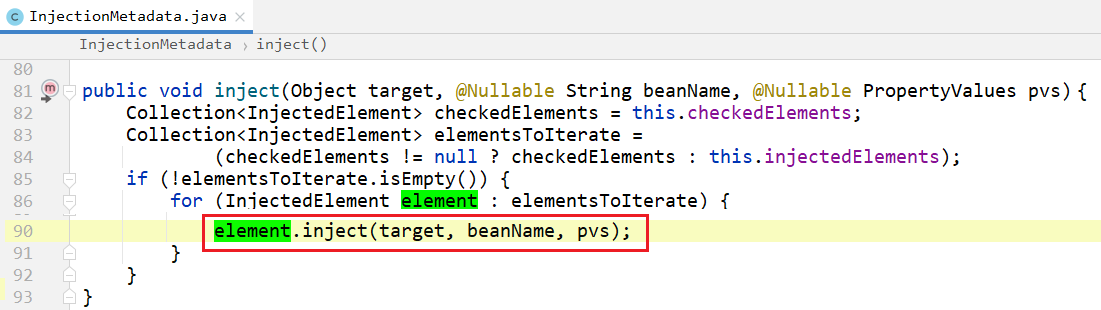 InjectionMetadata.java
InjectionMetadata › inject()
80
81 public void inject(Object target, @Nullable String beanName, @Nullable PropertyValues pvs) {
82 Collection<InjectedElement> checkedElements = this.checkedElements;
83 Collection<InjectedElement> elementsToIterate =
84 (checkedElements != null ? checkedElements : this.injectedElements);
85 if (!elementsToIterate.isEmpty()) {
86 for (InjectedElement element : elementsToIterate) {
90 element.inject(target, beanName, pvs);
91 }
92 }
93 }